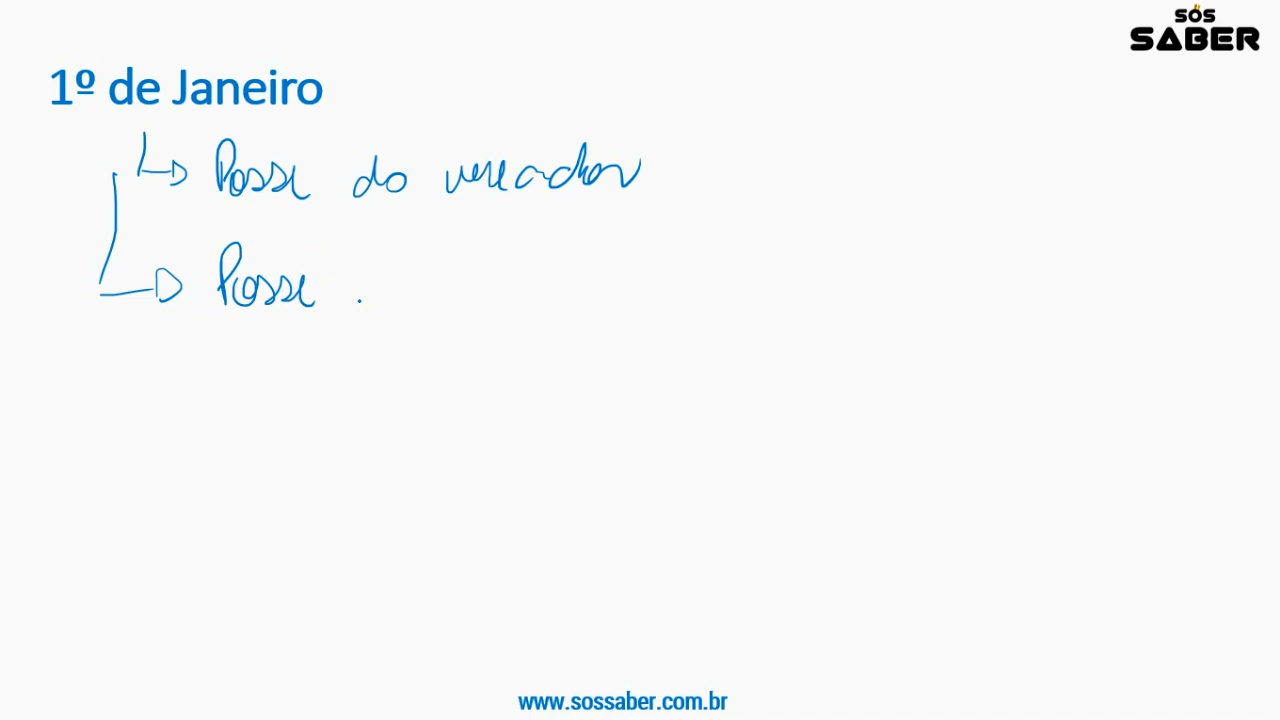 SÓS
SABER
1º de Janeiro
Posse do vereador
Posse .
www.sossaber.com.br